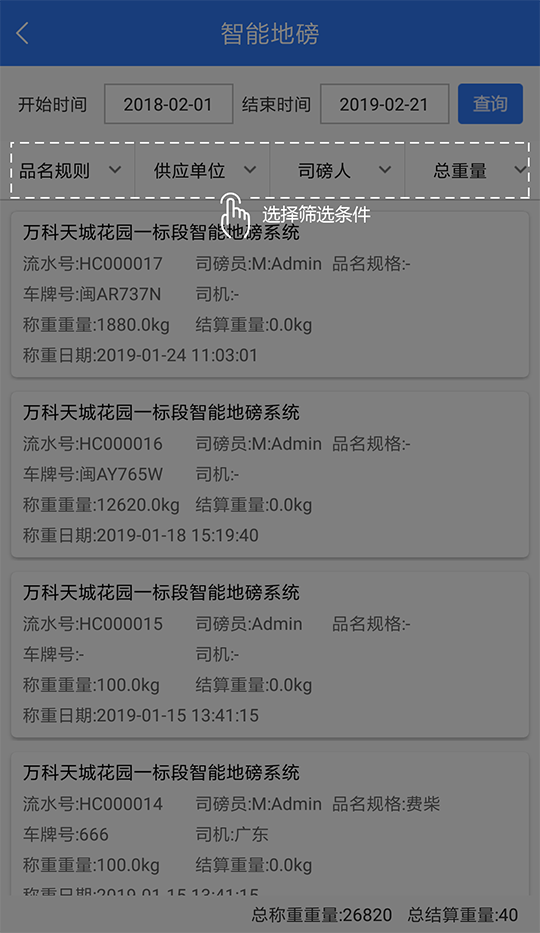 智能地磅
开始时间 2018-02-01 结束时间 2019-02-21 查询
品名规则 供应单位 司磅人 总重量
选择筛选条件
万科天城花园一标段智能地磅系统
流水号:HC000017 司磅员:M:Admin 品名规格:-
车牌号:闽AR737N 司机:-
称重重量:1880.0kg 结算重量:0.0kg
称重日期:2019-01-24 11:03:01
万科天城花园一标段智能地磅系统
流水号:HC000016 司磅员:M:Admin 品名规格:-
车牌号:闽AY765W 司机:-
称重重量:12620.0kg 结算重量:0.0kg
称重日期:2019-01-18 15:19:40
万科天城花园一标段智能地磅系统
流水号:HC000015 司磅员:Admin 品名规格:-
车牌号:- 司机:-
称重重量:100.0kg 结算重量:0.0kg
称重日期:2019-01-15 13:41:15
万科天城花园一标段智能地磅系统
流水号:HC000014 司磅员:M:Admin 品名规格:费柴
车牌号:666 司机:广东
称重重量:100.0kg 结算重量:0.0kg
称重日期:2019-01-15 13:41:15
总称重重量:26820 总结算重量:40